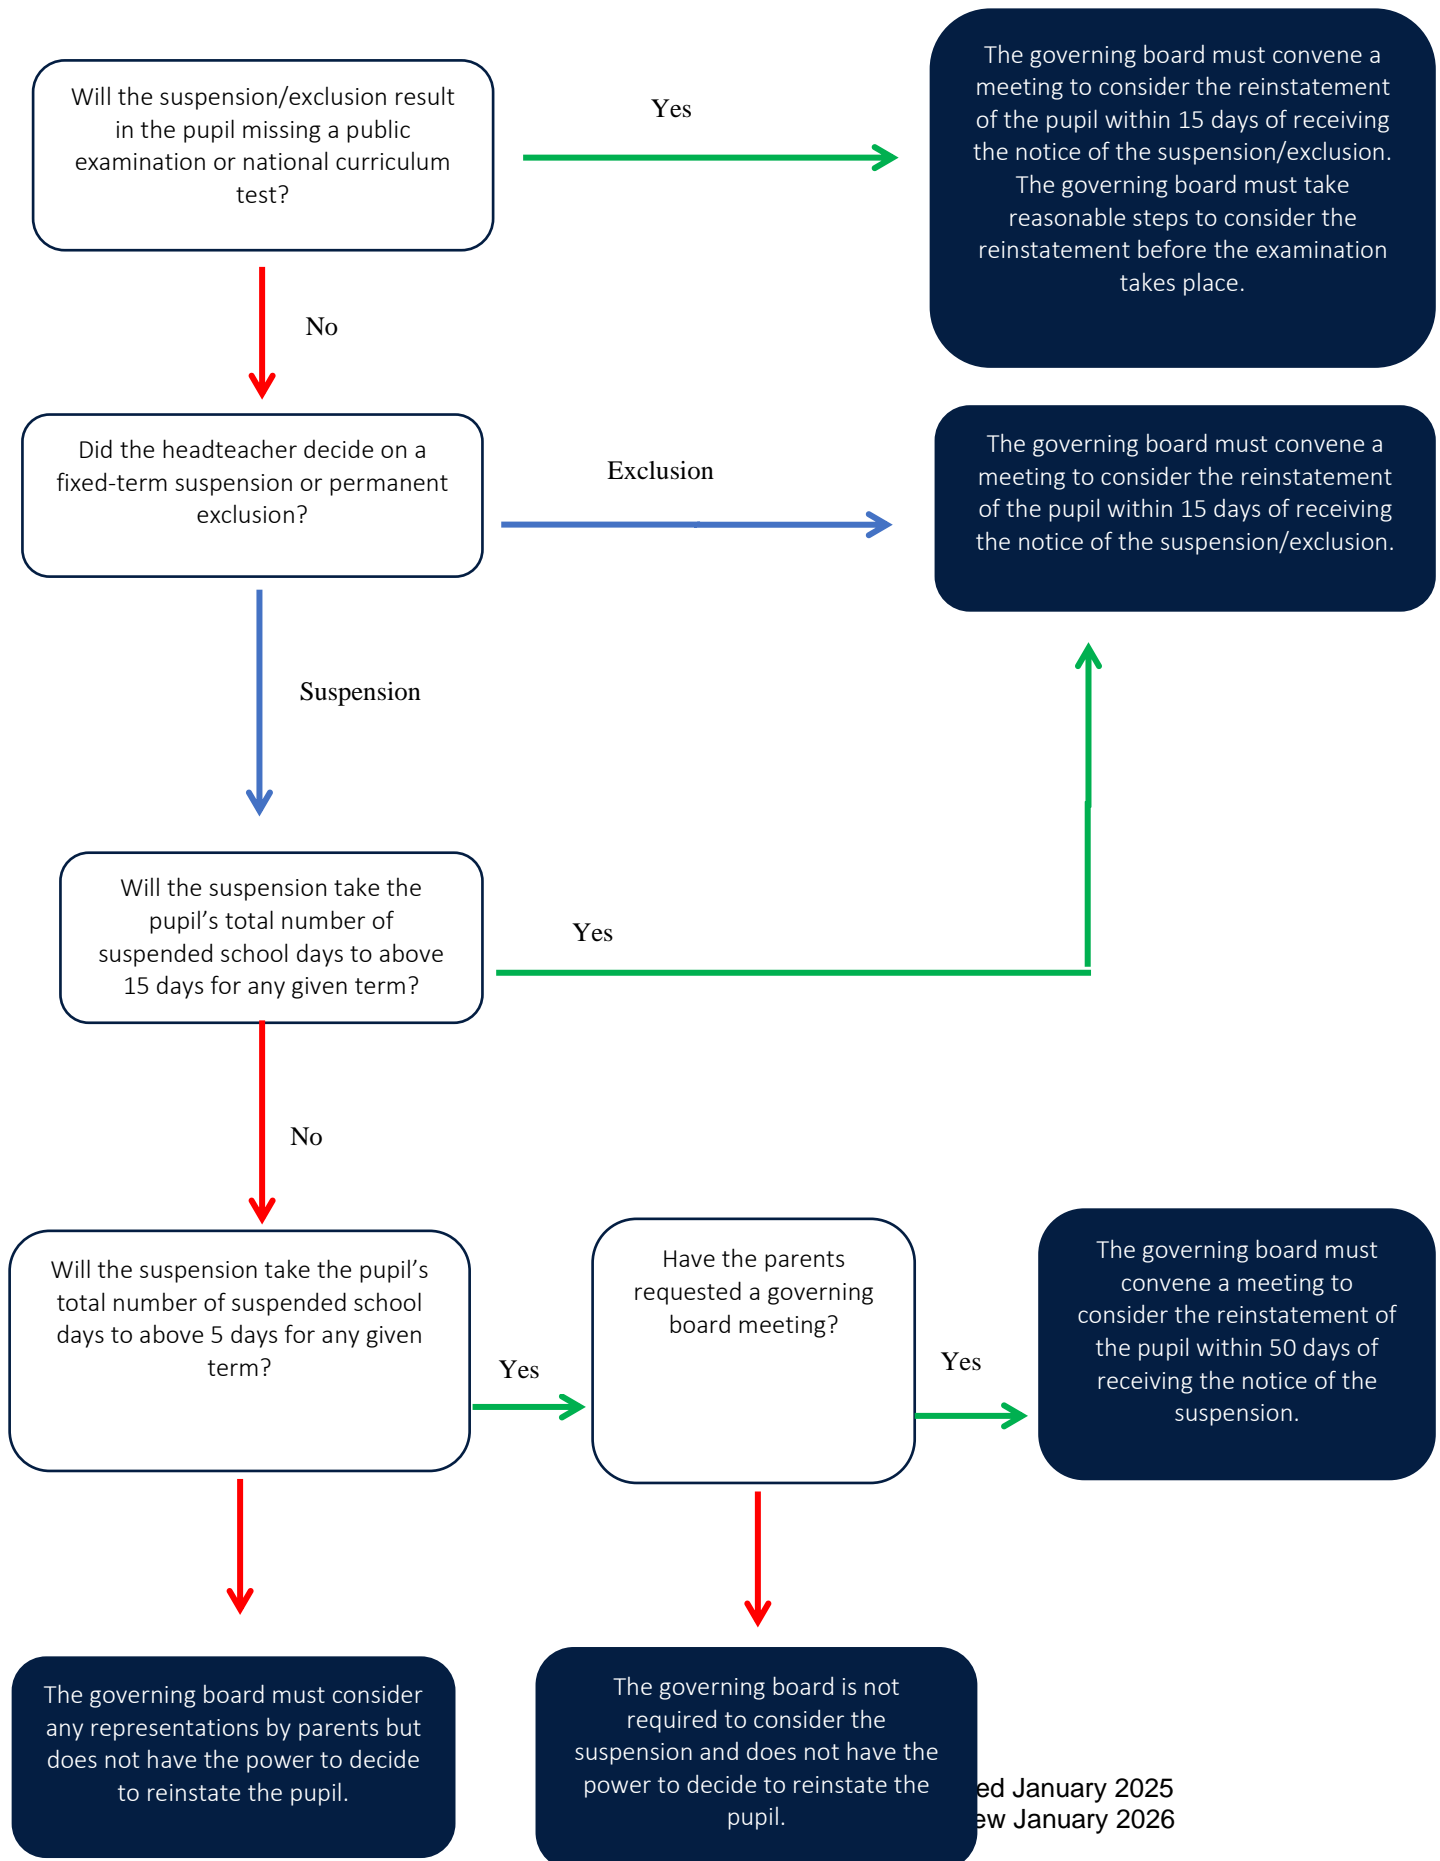 Will the suspension/exclusion result
in the pupil missing a public
examination or national curriculum
test?
Yes
The governing board must convene a
meeting to consider the reinstatement
of the pupil within 15 days of receiving
the notice of the suspension/exclusion.
The governing board must take
reasonable steps to consider the
reinstatement before the examination
takes place.
No
Did the headteacher decide on a
fixed-term suspension or permanent
exclusion?
Exclusion
The governing board must convene a
meeting to consider the reinstatement
of the pupil within 15 days of receiving
the notice of the suspension/exclusion.
Suspension
Will the suspension take the
pupil’s total number of
suspended school days to above
15 days for any given term?
Yes
No
Will the suspension take the pupil’s
total number of suspended school
days to above 5 days for any given
term?
Yes
Have the parents
requested a governing
board meeting?
Yes
The governing board must
convene a meeting to
consider the reinstatement of
the pupil within 50 days of
receiving the notice of the
suspension.
The governing board must consider
any representations by parents but
does not have the power to decide
to reinstate the pupil.
The governing board is not
required to consider the
suspension and does not have the
power to decide to reinstate the
pupil.
January 2025
January 2026